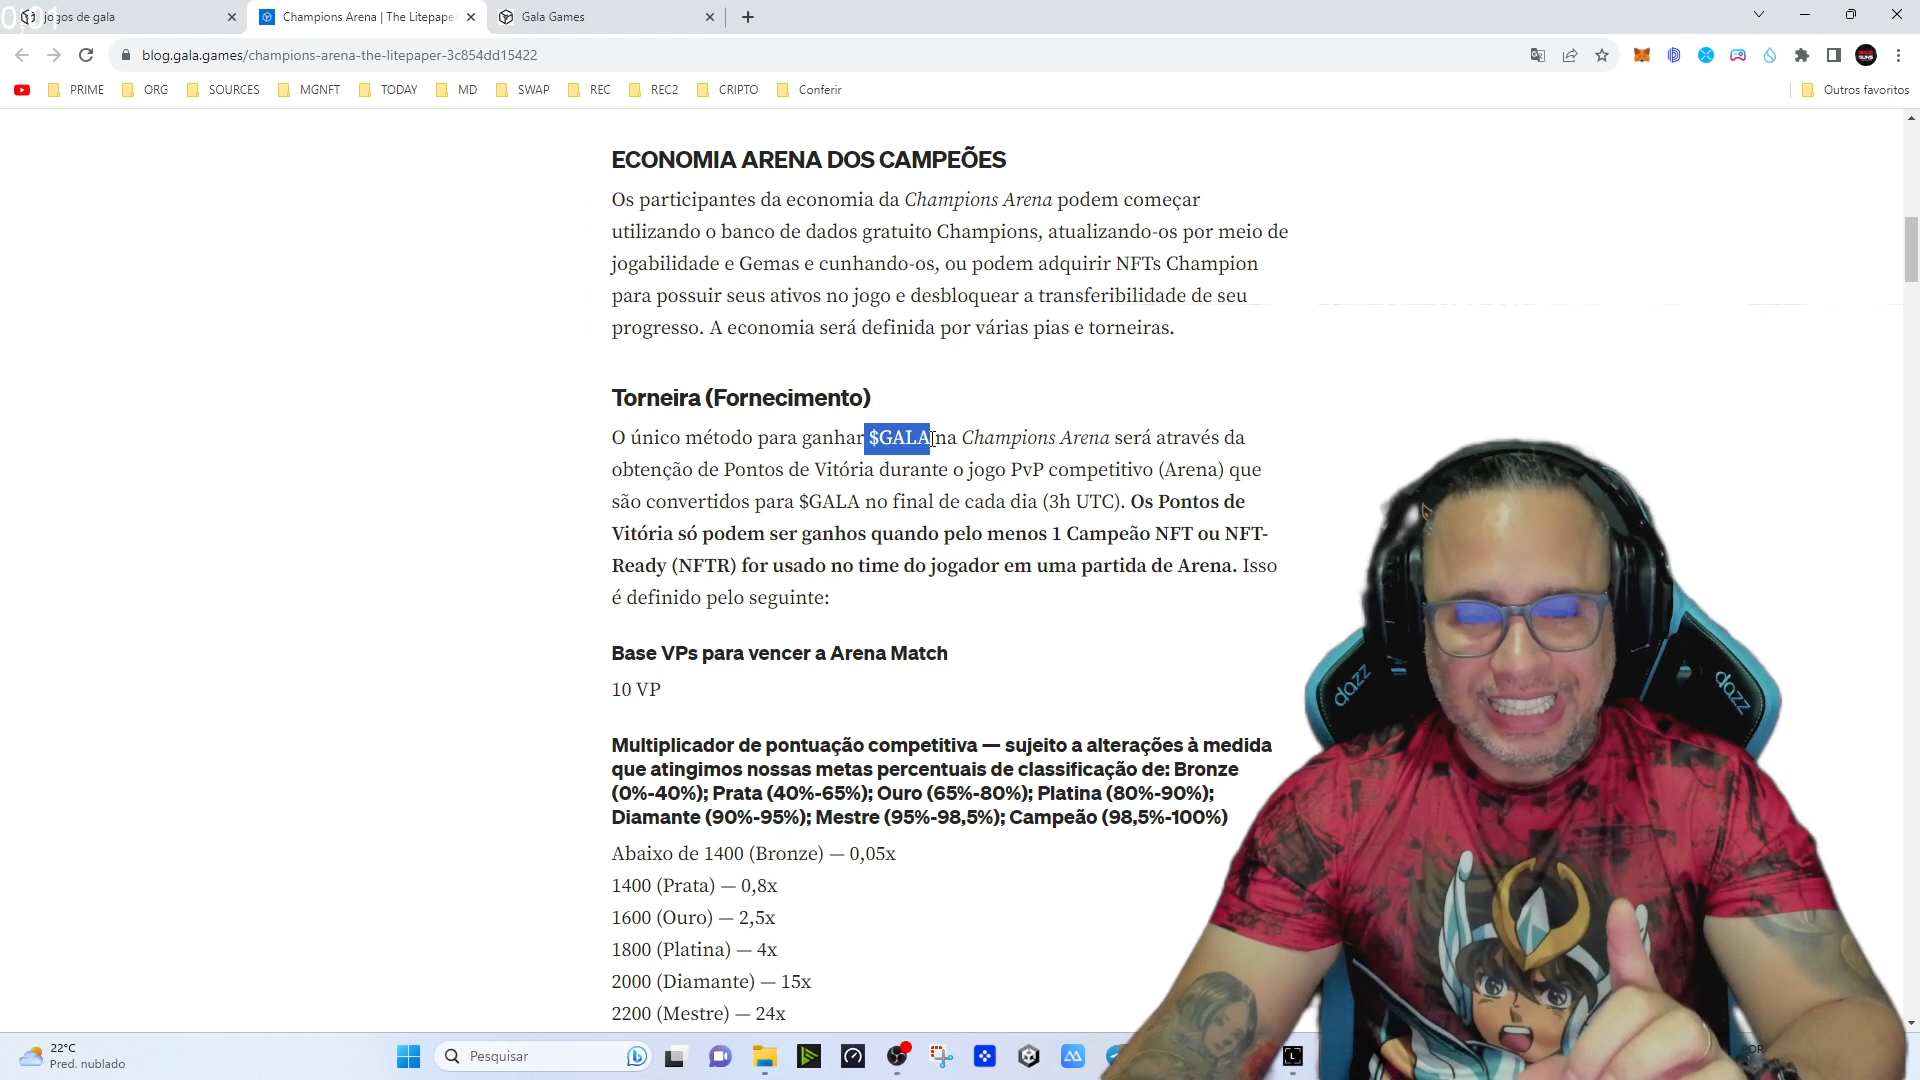 0,01
jogos de gala
Champions Arena | The Litepaper
Gala Games
blog.gala.games/champions-arena-the-litepaper-3c854dd15422
PRIME
ORG
SOURCES
MGNFT
TODAY
MD
SWAP
REC
REC2
CRIPTO
Conferir
Outros favoritos
ECONOMIA ARENA DOS CAMPEÕES
Os participantes da economia da Champions Arena podem começar
utilizando o banco de dados gratuito Champions, atualizando-os por meio de
jogabilidade e Gemas e cunhando-os, ou podem adquirir NFTs Champion
para possuir seus ativos no jogo e desbloquear a transferibilidade de seu
progresso. A economia será definida por várias pias e torneiras.
Torneira (Fornecimento)
O único método para ganhar $GALA na Champions Arena será através da
obtenção de Pontos de Vitória durante o jogo PvP competitivo (Arena) que
são convertidos para $GALA no final de cada dia (3h UTC). Os Pontos de
Vitória só podem ser ganhos quando pelo menos 1 Campeão NFT ou NFT-
Ready (NFTR) for usado no time do jogador em uma partida de Arena. Isso
é definido pelo seguinte:
Base VPs para vencer a Arena Match
10 VP
Multiplicador de pontuação competitiva — sujeito a alterações à medida
que atingimos nossas metas percentuais de classificação de: Bronze
(0%-40%); Prata (40%-65%); Ouro (65%-80%); Platina (80%-90%);
Diamante (90%-95%); Mestre (95%-98,5%); Campeão (98,5%-100%)
Abaixo de 1400 (Bronze) — 0,05x
1400 (Prata) — 0,8x
1600 (Ouro) — 2,5x
1800 (Platina) — 4x
2000 (Diamante) — 15x
2200 (Mestre) — 24x
dazz
dazz
22°C
Pred. nublado
Pesquisar
POR